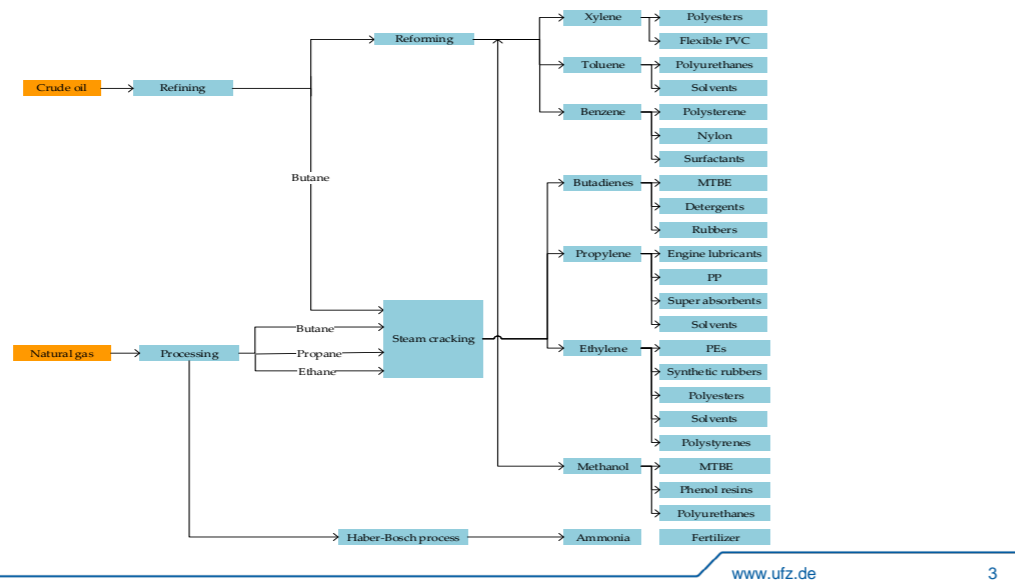 Xylene
Polyesters
Flexible PVC
Reforming
Toluene
Polyurethanes
Solvents
Crude oil
Refining
Benzene
Polysterene
Nylon
Surfactants
Butane
Butadienes
MTBE
Detergents
Rubbers
Propylene
Engine lubricants
PP
Super absorbents
Solvents
Butane
Steam cracking
Natural gas
Processing
Propane
Ethane
Ethylene
PEs
Synthetic rubbers
Polyesters
Solvents
Polystyrenes
Methanol
MTBE
Phenol resins
Polyurethanes
Haber-Bosch process
Ammonia
Fertilizer
www.ufz.de
3